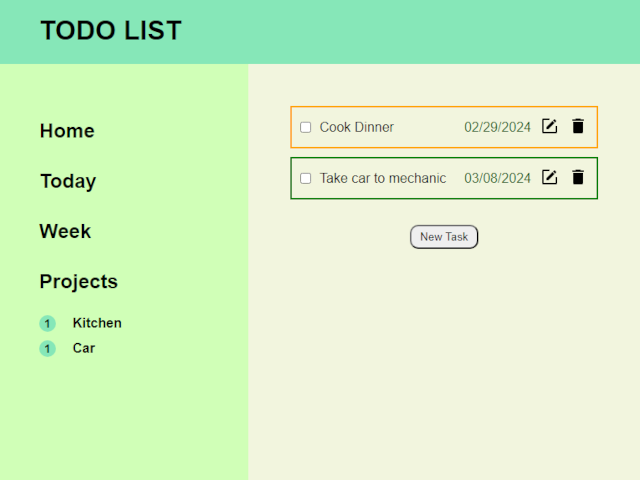 TODO LIST
Home
Today
Week
Projects
1 Kitchen
1 Car
Cook Dinner 02/29/2024
Take car to mechanic 03/08/2024
New Task